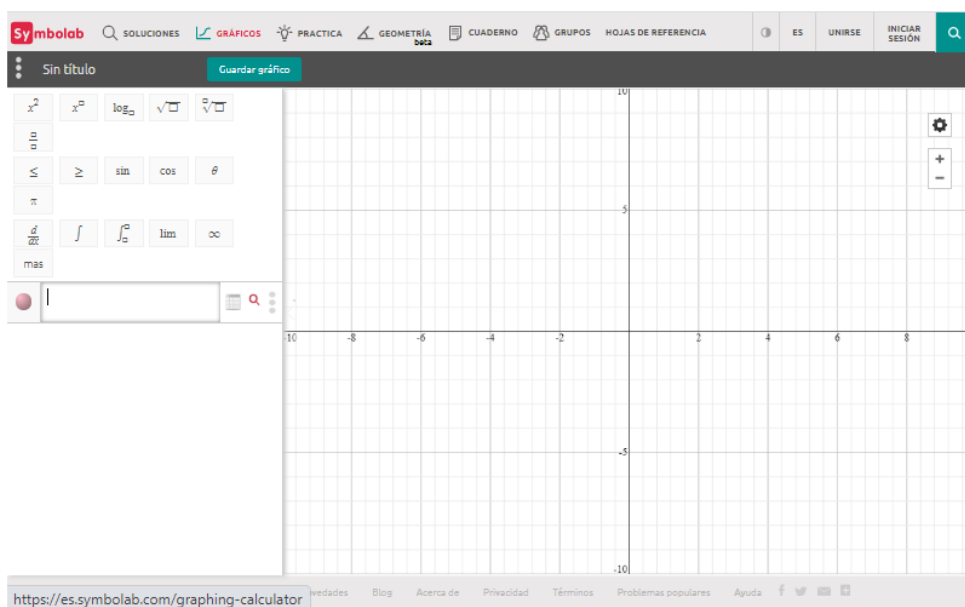 Symbolab SOLUCIONES GRÁFICOS PRACTICA GEOMETRÍA beta CUADERNO GRUPOS HOJAS DE REFERENCIA ES UNIRSE INICIAR SESIÓN
Sin título Guardar gráfico
x² x□ log□ √□ □√□
□/□
≤ ≥ sin cos θ
π
d/dx ∫ ∫□□ lim ∞
mas
10
5
-10 -8 -6 -4 -2 2 4 6 8
-5
-10
https://es.symbolab.com/graphing-calculator
Blog Acerca de Privacidad Términos Problemas populares Ayuda